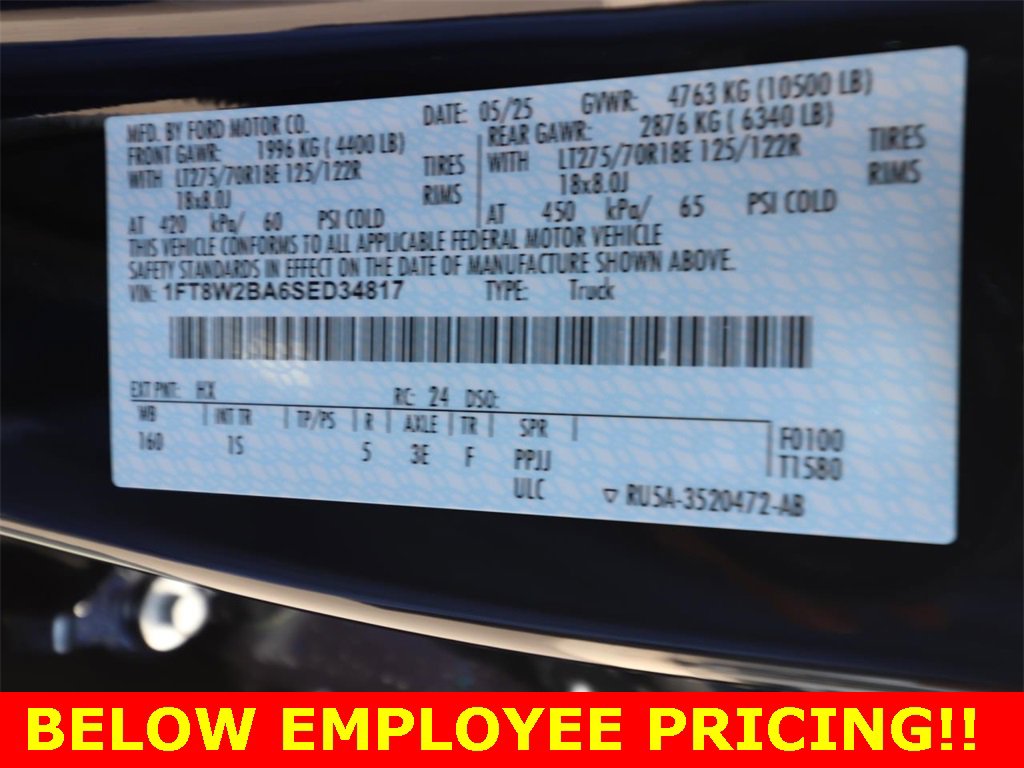 MFD. BY FORD MOTOR CO. DATE: 05/25 GVWR: 4763 KG (10500 LB)
FRONT GAWR: 1996 KG ( 4400 LB) REAR GAWR: 2876 KG ( 6340 LB)
WITH LT275/70R18E 125/122R TIRES WITH LT275/70R18E 125/122R TIRES
18x8.0J RIMS 18x8.0J RIMS
AT 420 kPa/ 60 PSI COLD AT 450 kPa/ 65 PSI COLD
THIS VEHICLE CONFORMS TO ALL APPLICABLE FEDERAL MOTOR VEHICLE
SAFETY STANDARDS IN EFFECT ON THE DATE OF MANUFACTURE SHOWN ABOVE.
VIN: 1FT8W2BA6SED34817 TYPE: Truck
EXT PNT: HX RC: 24 DSO:
WB | INT TR | TP/PS | R | AXLE | TR | SPR |
160 1S 5 3E F PPJJ
ULC
F0100
T1580
▽ RU5A-3520472-AB
BELOW EMPLOYEE PRICING!!